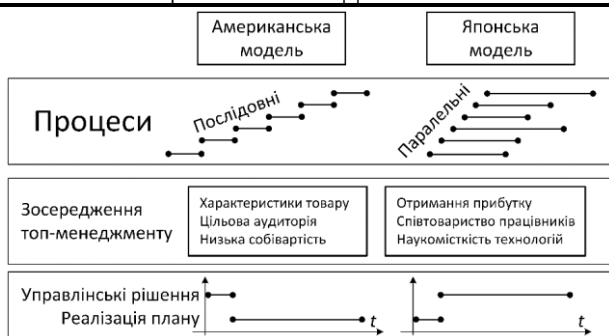 Американська
модель
Японська
модель
Процеси
Послідовні
Паралельні
Зосередження
топ-менеджменту
Характеристики товару
Цільова аудиторія
Низька собівартість
Отримання прибутку
Співтовариство працівників
Наукомісткість технологій
Управлінські рішення
Реалізація плану
t
t